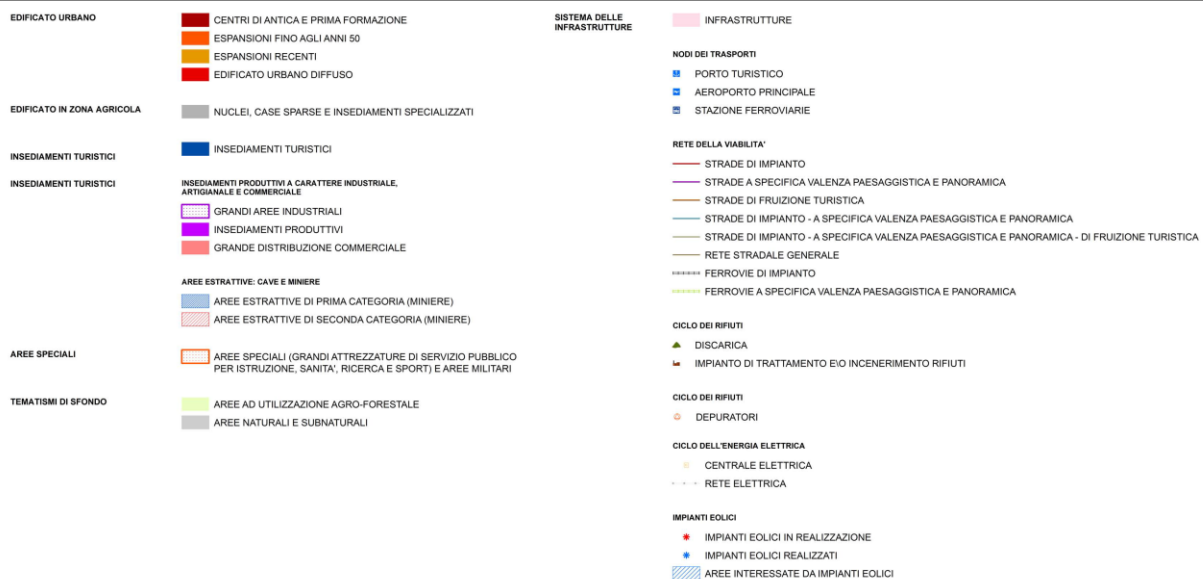 EDIFICATO URBANO
CENTRI DI ANTICA E PRIMA FORMAZIONE
ESPANSIONI FINO AGLI ANNI 50
ESPANSIONI RECENTI
EDIFICATO URBANO DIFFUSO
EDIFICATO IN ZONA AGRICOLA
NUCLEI, CASE SPARSE E INSEDIAMENTI SPECIALIZZATI
INSEDIAMENTI TURISTICI
INSEDIAMENTI TURISTICI
INSEDIAMENTI TURISTICI
INSEDIAMENTI PRODUTTIVI A CARATTERE INDUSTRIALE,
ARTIGIANALE E COMMERCIALE
GRANDI AREE INDUSTRIALI
INSEDIAMENTI PRODUTTIVI
GRANDE DISTRIBUZIONE COMMERCIALE
AREE ESTRATTIVE: CAVE E MINIERE
AREE ESTRATTIVE DI PRIMA CATEGORIA (MINIERE)
AREE ESTRATTIVE DI SECONDA CATEGORIA (MINIERE)
AREE SPECIALI
AREE SPECIALI (GRANDI ATTREZZATURE DI SERVIZIO PUBBLICO
PER ISTRUZIONE, SANITA', RICERCA E SPORT) E AREE MILITARI
TEMATISMI DI SFONDO
AREE AD UTILIZZAZIONE AGRO-FORESTALE
AREE NATURALI E SUBNATURALI
SISTEMA DELLE
INFRASTRUTTURE
INFRASTRUTTURE
NODI DEI TRASPORTI
PORTO TURISTICO
AEROPORTO PRINCIPALE
STAZIONE FERROVIARIE
RETE DELLA VIABILITA'
STRADE DI IMPIANTO
STRADE A SPECIFICA VALENZA PAESAGGISTICA E PANORAMICA
STRADE DI FRUIZIONE TURISTICA
STRADE DI IMPIANTO - A SPECIFICA VALENZA PAESAGGISTICA E PANORAMICA
STRADE DI IMPIANTO - A SPECIFICA VALENZA PAESAGGISTICA E PANORAMICA - DI FRUIZIONE TURISTICA
RETE STRADALE GENERALE
FERROVIE DI IMPIANTO
FERROVIE A SPECIFICA VALENZA PAESAGGISTICA E PANORAMICA
CICLO DEI RIFIUTI
DISCARICA
IMPIANTO DI TRATTAMENTO E\O INCENERIMENTO RIFIUTI
CICLO DEI RIFIUTI
DEPURATORI
CICLO DELL'ENERGIA ELETTRICA
CENTRALE ELETTRICA
RETE ELETTRICA
IMPIANTI EOLICI
IMPIANTI EOLICI IN REALIZZAZIONE
IMPIANTI EOLICI REALIZZATI
AREE INTERESSATE DA IMPIANTI EOLICI